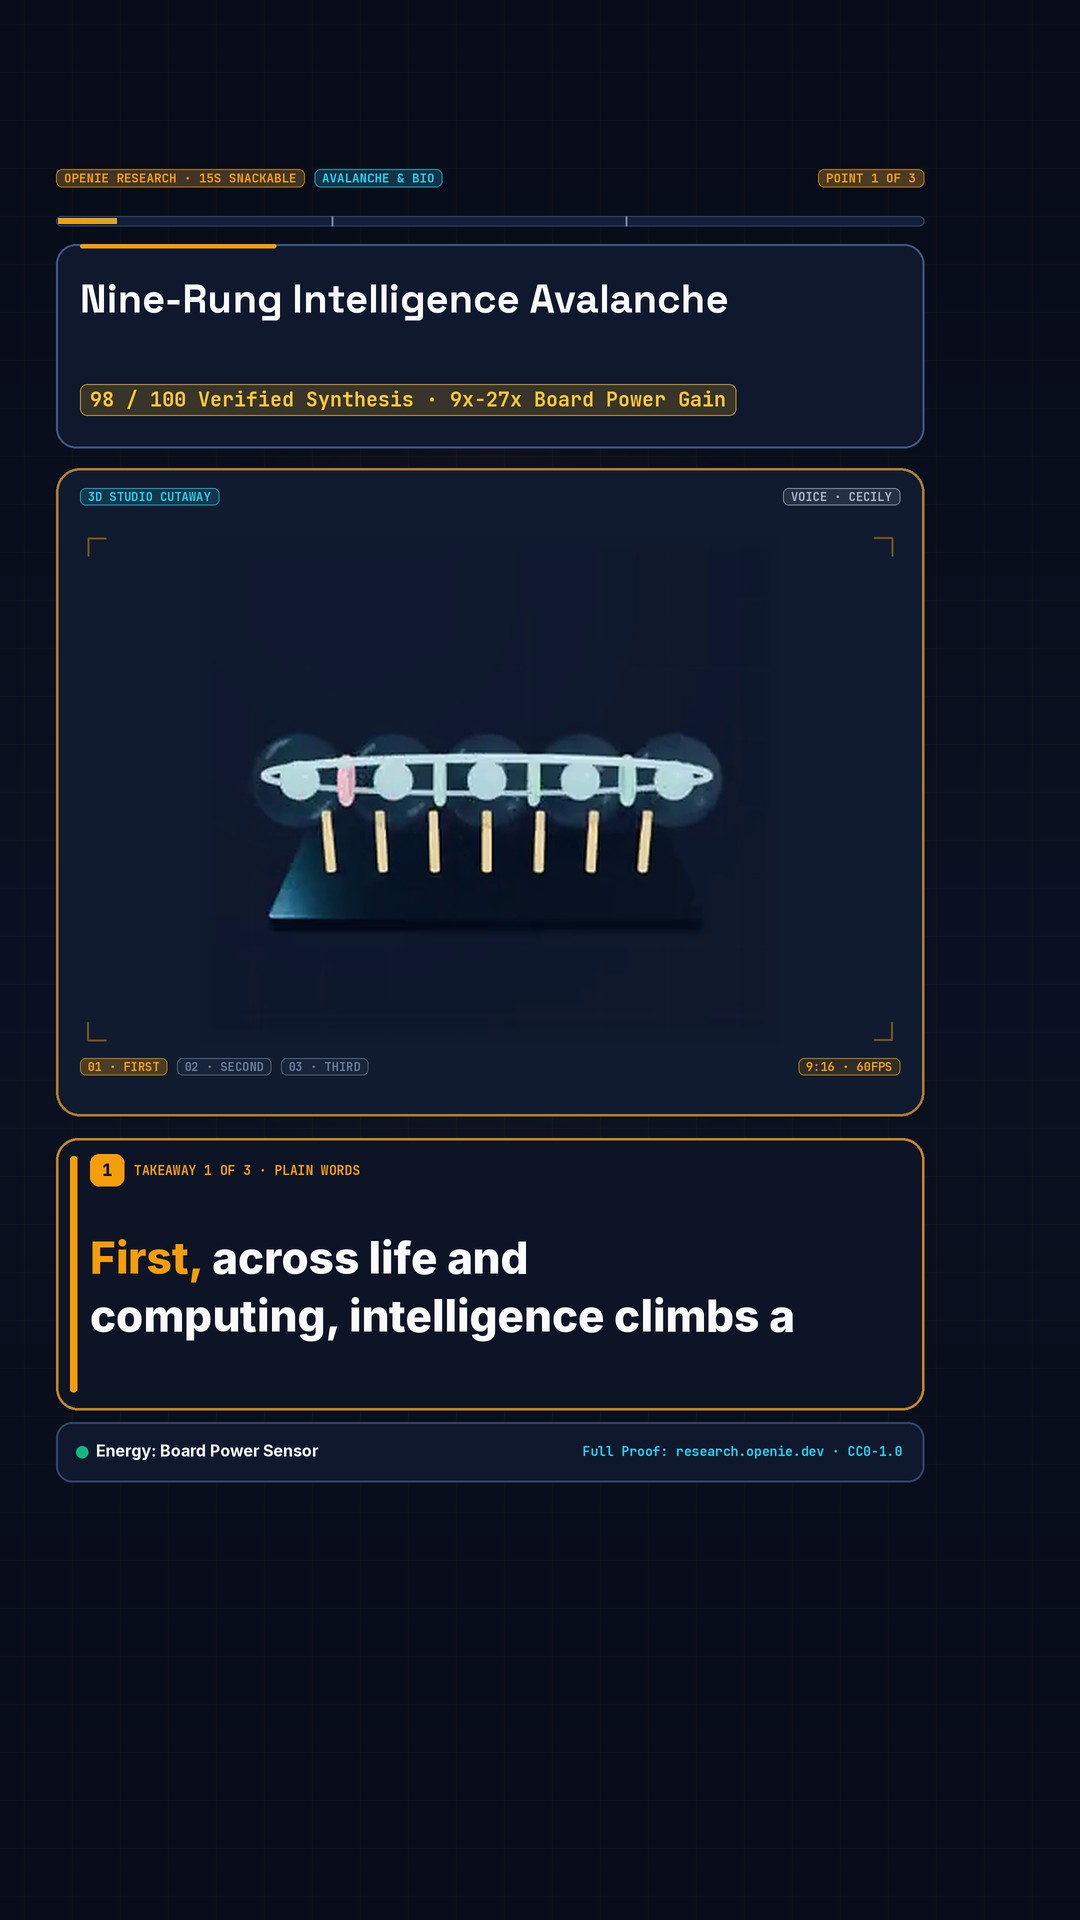 OPENIE RESEARCH · 15S SNACKABLE AVALANCHE & BIO POINT 1 OF 3
Nine-Rung Intelligence Avalanche
98 / 100 Verified Synthesis · 9x-27x Board Power Gain
3D STUDIO CUTAWAY VOICE · CECILY
01 · FIRST 02 · SECOND 03 · THIRD 9:16 · 60FPS
1 TAKEAWAY 1 OF 3 · PLAIN WORDS
First, across life and
computing, intelligence climbs a
Energy: Board Power Sensor Full Proof: research.openie.dev · CC0-1.0